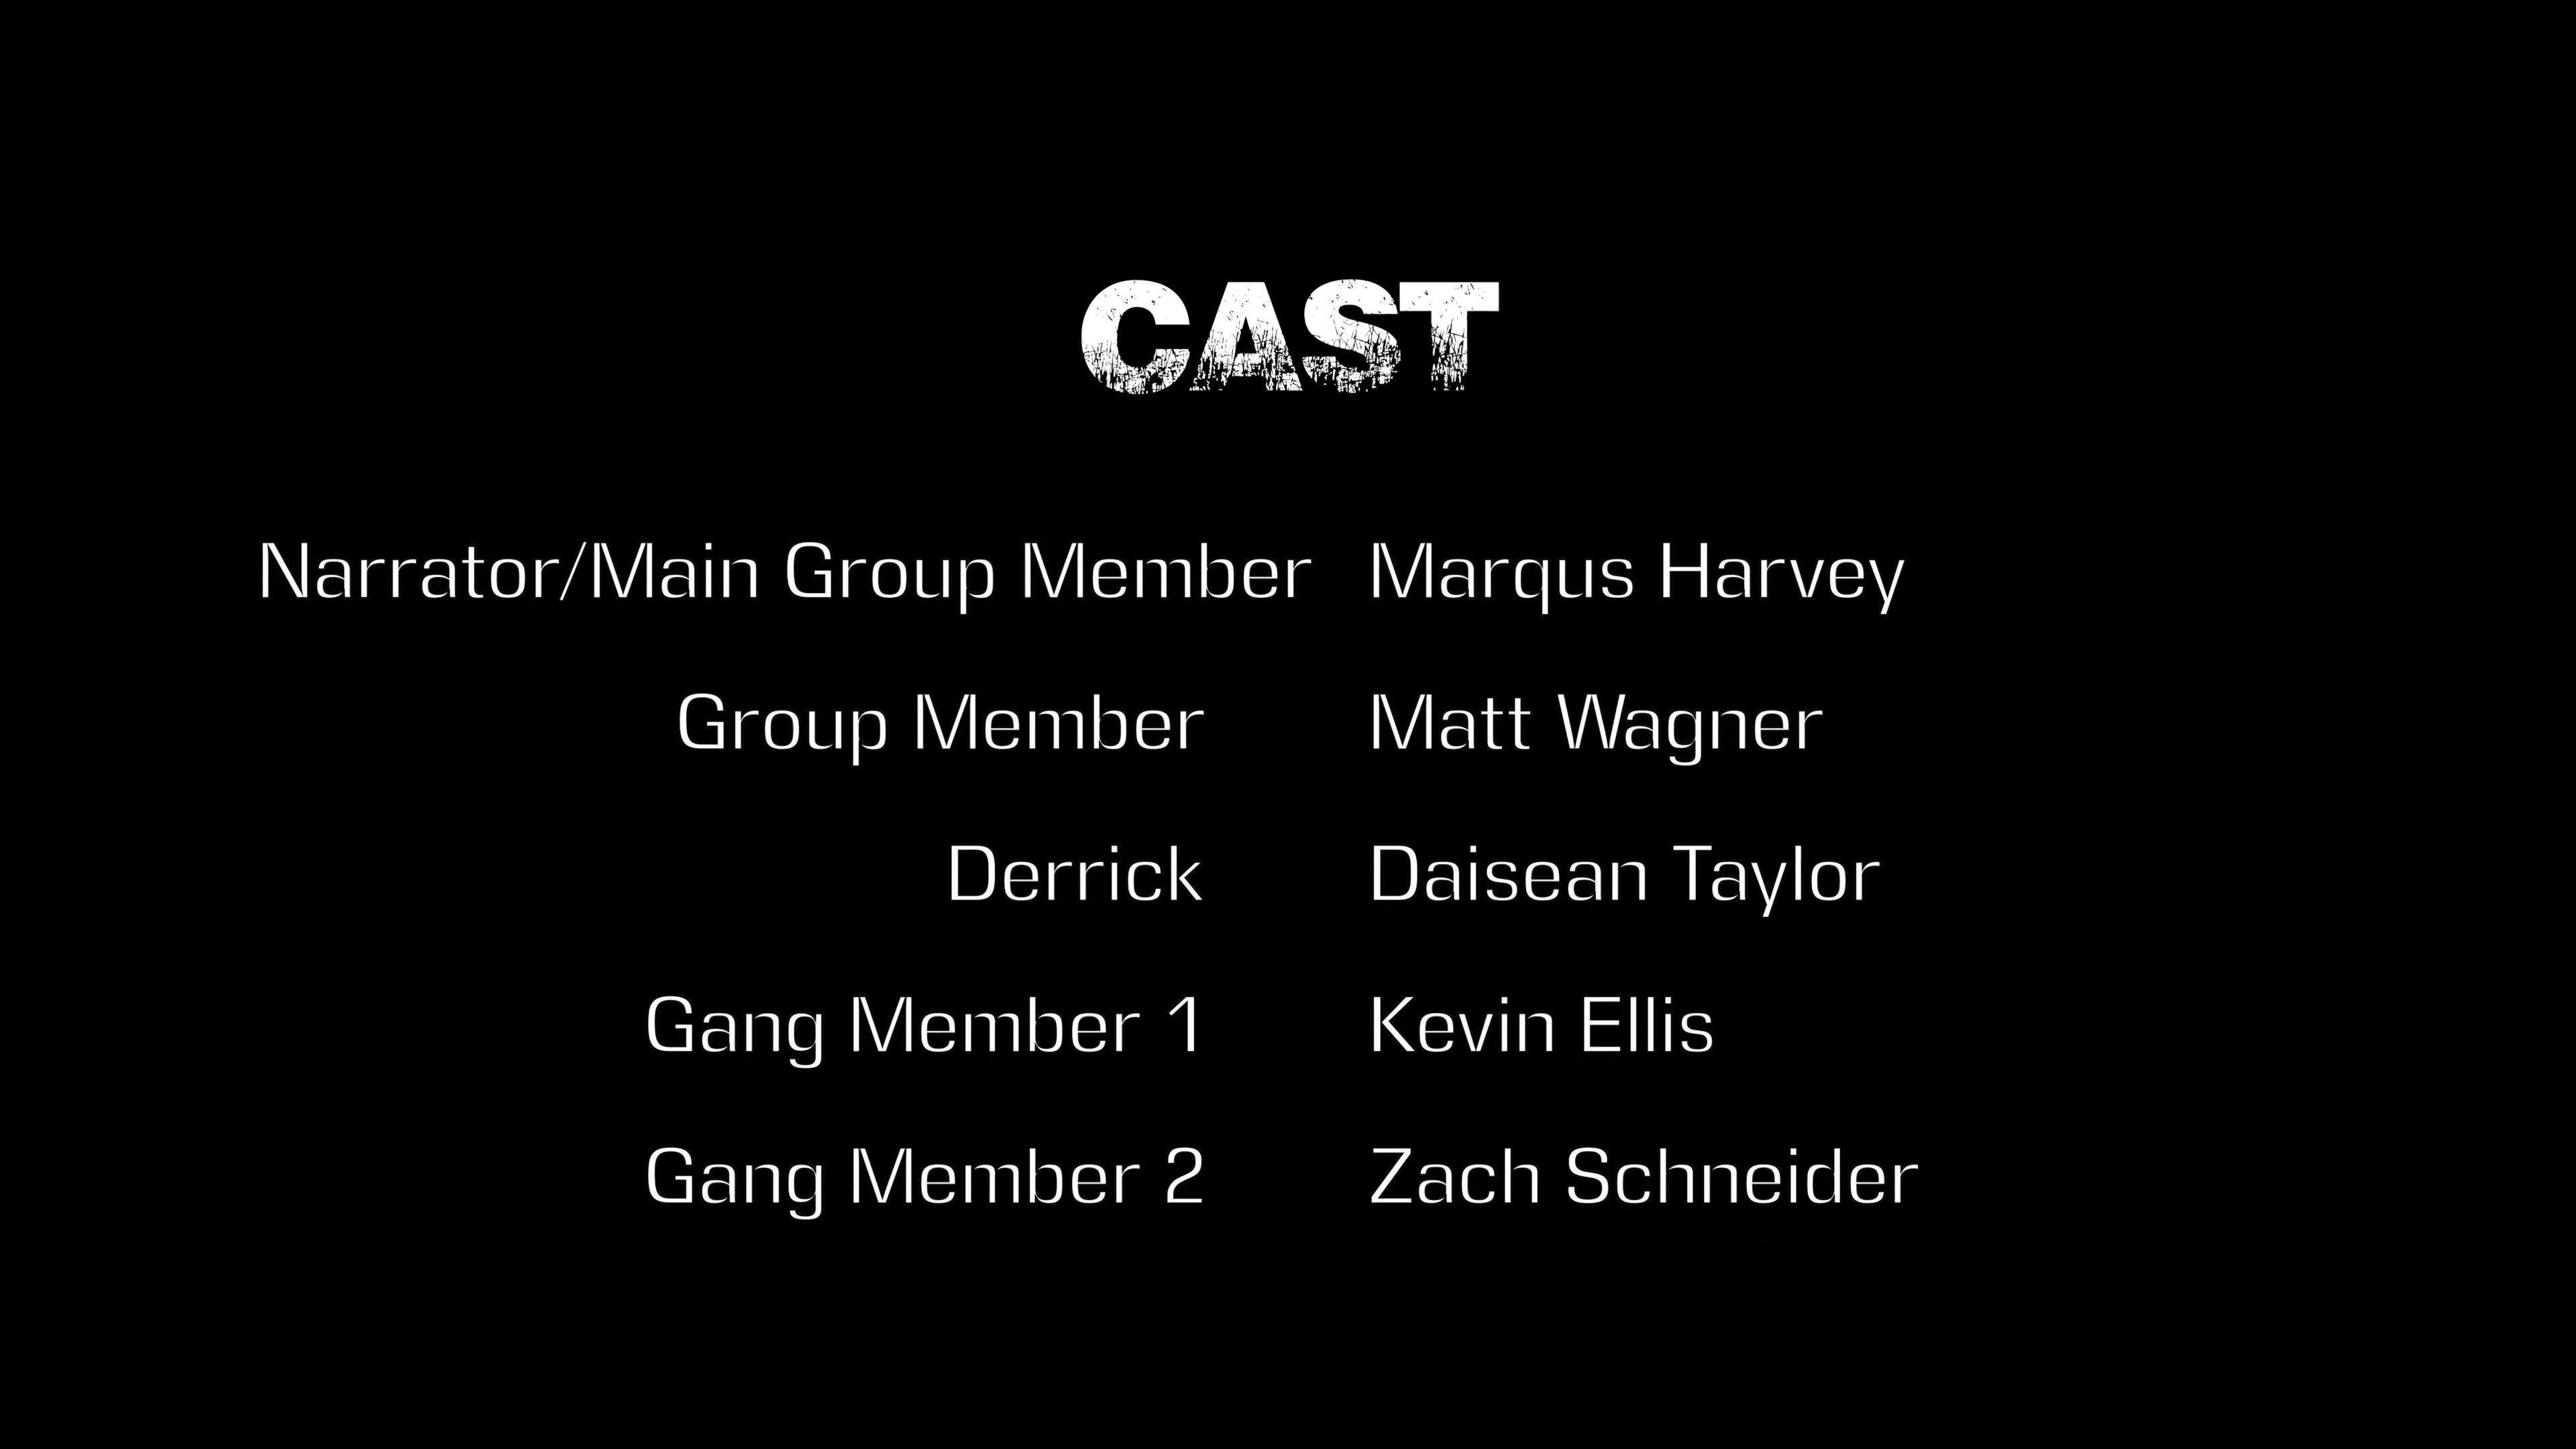 CAST
Narrator/Main Group Member Marqus Harvey
Group Member Matt Wagner
Derrick Daisean Taylor
Gang Member 1 Kevin Ellis
Gang Member 2 Zach Schneider